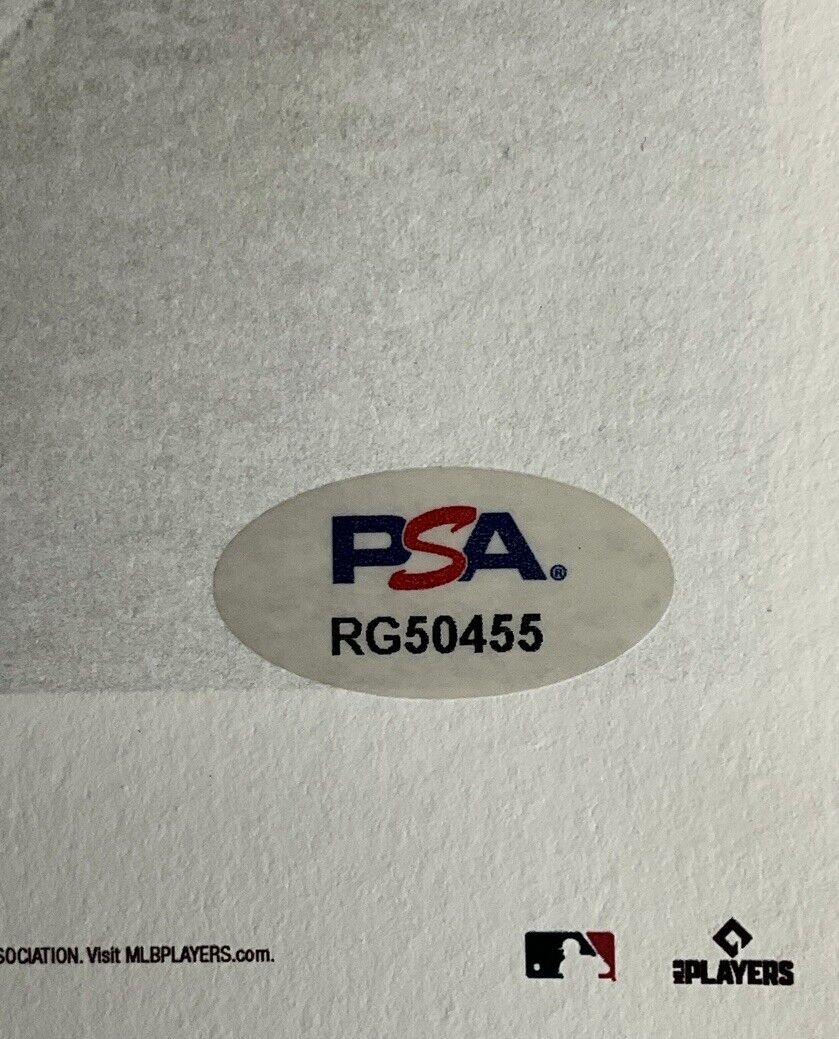 PSA®
RG50455
SOCIATION. Visit MLBPLAYERS.com.
PLAYERS